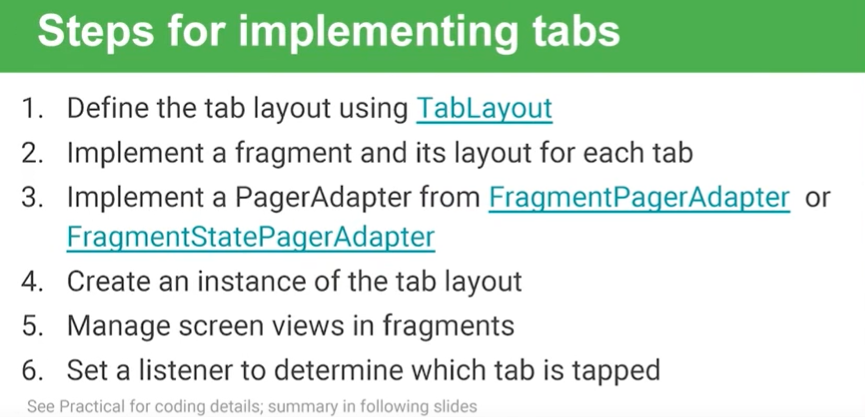 Steps for implementing tabs
1. Define the tab layout using TabLayout
2. Implement a fragment and its layout for each tab
3. Implement a PagerAdapter from FragmentPagerAdapter or
FragmentStatePagerAdapter
4. Create an instance of the tab layout
5. Manage screen views in fragments
6. Set a listener to determine which tab is tapped
See Practical for coding details; summary in following slides